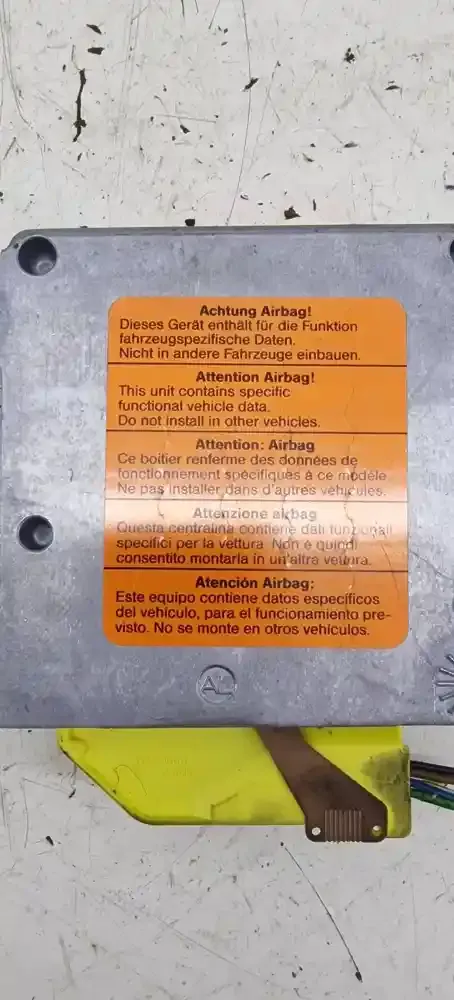 Achtung Airbag!
Dieses Gerät enthält für die Funktion
fahrzeugspezifische Daten.
Nicht in andere Fahrzeuge einbauen.
Attention Airbag!
This unit contains specific
functional vehicle data.
Do not install in other vehicles.
Attention: Airbag
Ce boîtier renferme des données de
fonctionnement spécifiques à ce modèle.
Ne pas installer dans d'autres véhicules.
Attenzione airbag
Questa centralina contiene dati funzionali
specifici per la vettura. Non è quindi
consentito montarla in un'altra vettura.
Atención Airbag:
Este equipo contiene datos específicos
del vehículo, para el funcionamiento pre-
visto. No se monte en otros vehículos.
AL